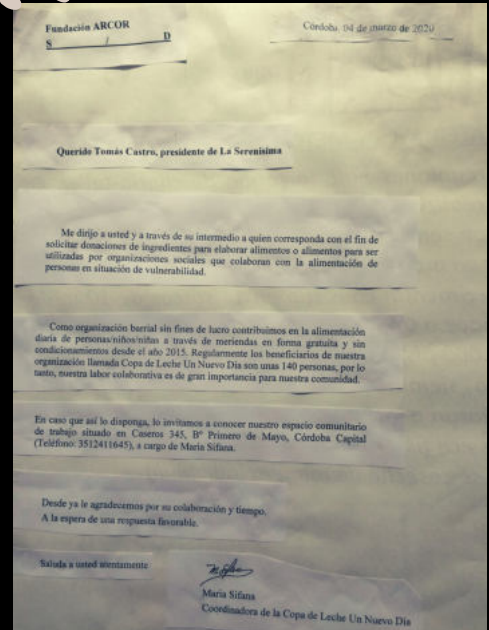 Fundación ARCOR
Córdoba, 04 de marzo de 2020
S / D
Querido Tomás Castro, presidente de La Serenísima
Me dirijo a usted y a través de su intermedio a quien corresponda con el fin de
solicitar donaciones de ingredientes para elaborar alimentos o alimentos para ser
utilizadas por organizaciones sociales que colaboran con la alimentación de
personas en situación de vulnerabilidad.
Como organización barrial sin fines de lucro contribuimos en la alimentación
diaria de personas/niños/niñas a través de meriendas en forma gratuita y sin
condicionamientos desde el año 2015. Regularmente los beneficiarios de nuestra
organización llamada Copa de Leche Un Nuevo Día son unas 140 personas, por lo
tanto, nuestra labor colaborativa es de gran importancia para nuestra comunidad.
En caso que así lo disponga, lo invitamos a conocer nuestro espacio comunitario
de trabajo situado en Caseros 345, Bº Primero de Mayo, Córdoba Capital
(Teléfono: 3512411645), a cargo de María Sifana.
Desde ya le agradecemos por su colaboración y tiempo.
A la espera de una respuesta favorable.
Saluda a usted atentamente
María Sifana
Coordinadora de la Copa de Leche Un Nuevo Día